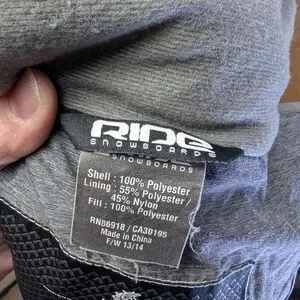 RIDE
SNOWBOARDS
SNOWBOARDS
Shell : 100% Polyester
Lining : 55% Polyester /
45% Nylon
Fill : 100% Polyester
RN86918 / CA30195
Made in China
F/W 13/14